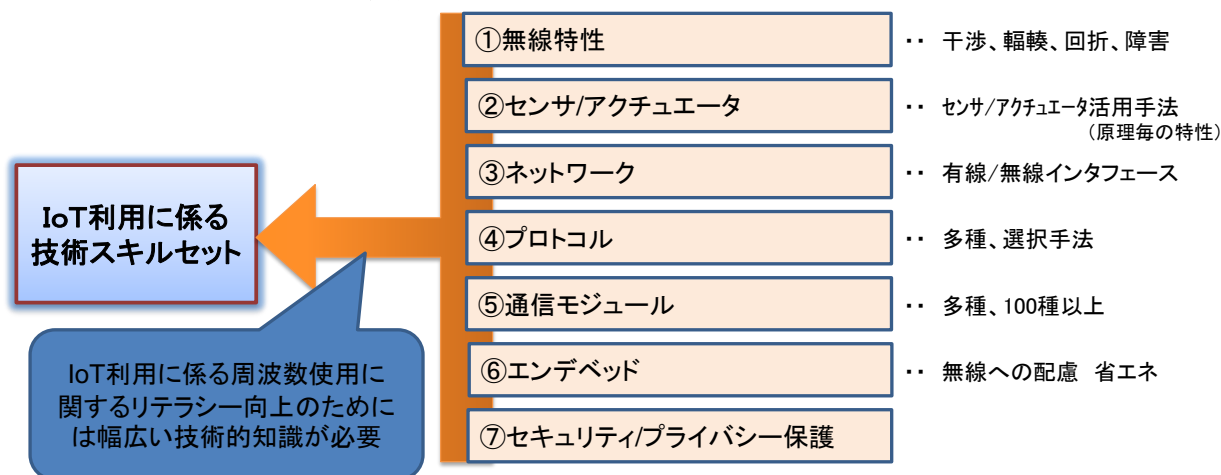 ①無線特性
‥ 干渉、輻輳、回折、障害
②センサ/アクチュエータ
‥ センサ/アクチュエータ活用手法
(原理毎の特性)
③ネットワーク
‥ 有線/無線インタフェース
IoT利用に係る
技術スキルセット
④プロトコル
‥ 多種、選択手法
⑤通信モジュール
‥ 多種、100種以上
⑥エンデベッド
‥ 無線への配慮 省エネ
⑦セキュリティ/プライバシー保護
IoT利用に係る周波数使用に
関するリテラシー向上のために
は幅広い技術的知識が必要